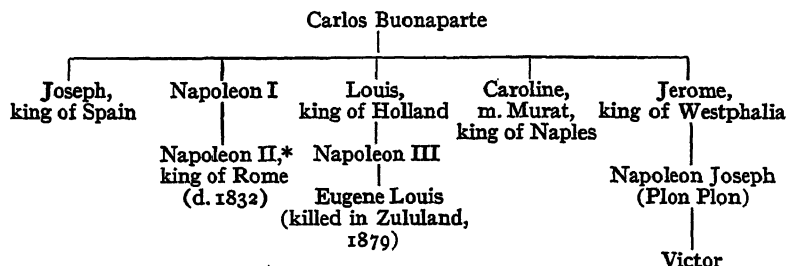 Carlos Buonaparte
Joseph,
king of Spain
Napoleon I
Louis,
king of Holland
Caroline,
m. Murat,
king of Naples
Jerome,
king of Westphalia
Napoleon II,*
king of Rome
(d. 1832)
Napoleon III
Eugene Louis
(killed in Zululand,
1879)
Napoleon Joseph
(Plon Plon)
Victor